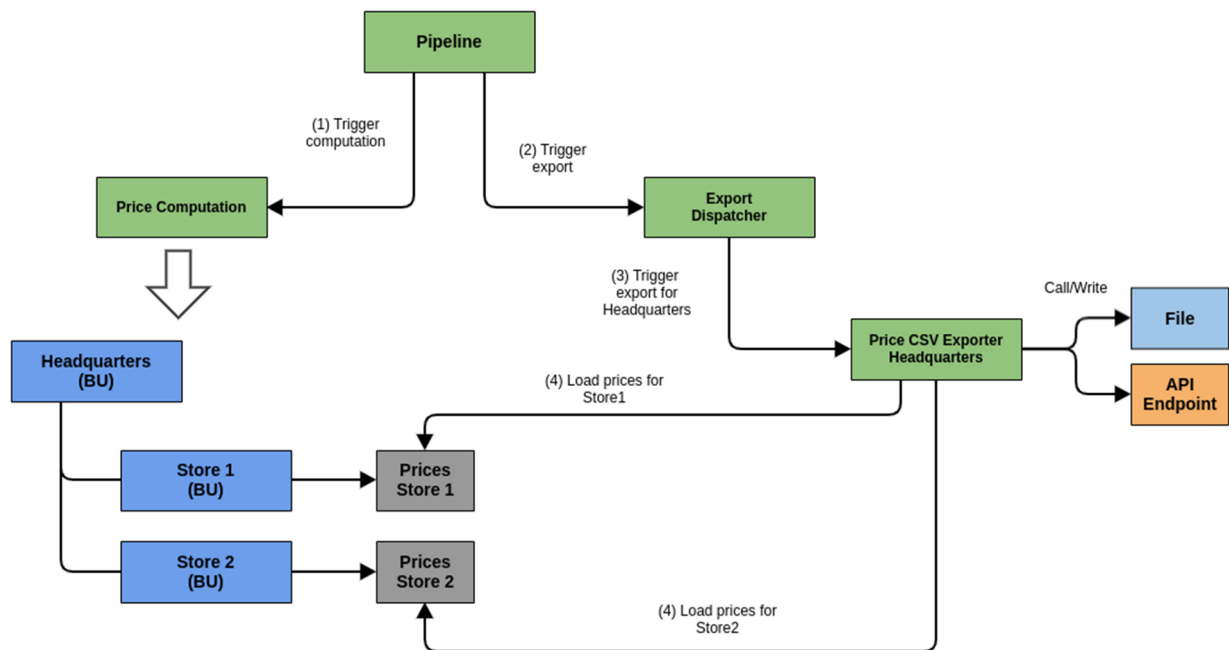 Pipeline
(1) Trigger
computation
(2) Trigger
export
Price Computation
Export
Dispatcher
(3) Trigger
export for
Headquarters
Call/Write
File
Price CSV Exporter
Headquarters
Headquarters
(BU)
API
Endpoint
(4) Load prices for
Store1
Store 1
(BU)
Prices
Store 1
Store 2
(BU)
Prices
Store 2
(4) Load prices for
Store2